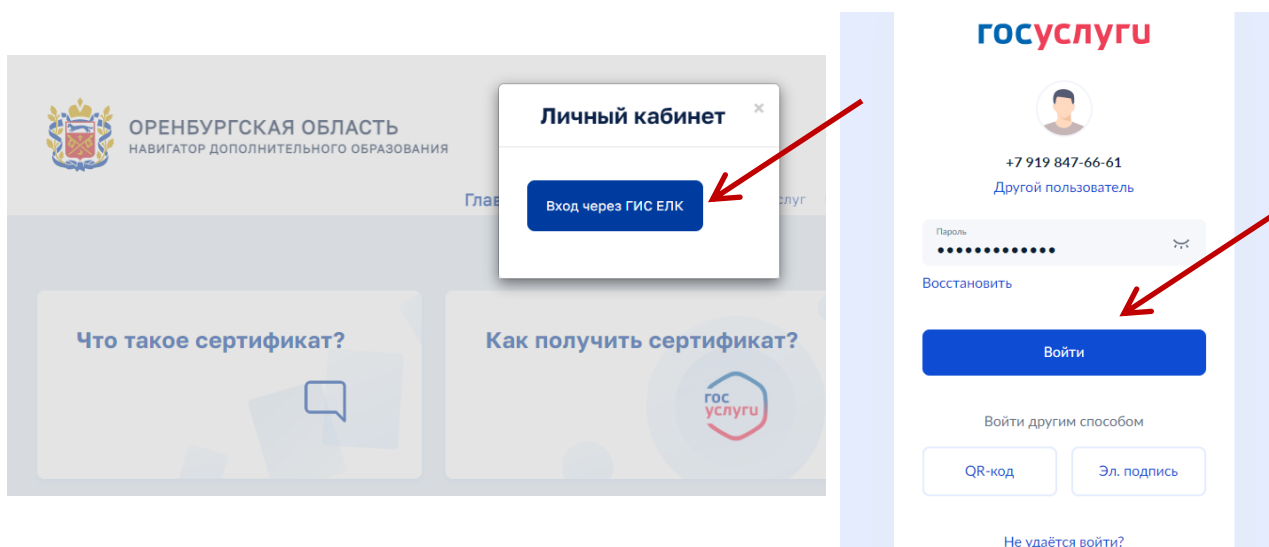 ОРЕНБУРГСКАЯ ОБЛАСТЬ
НАВИГАТОР ДОПОЛНИТЕЛЬНОГО ОБРАЗОВАНИЯ
Личный кабинет
×
Вход через ГИС ЕЛК
Что такое сертификат?
Как получить сертификат?
гос
услуги
госуслуги
+7 919 847-66-61
Другой пользователь
Пароль
•••••••••••••
Восстановить
Войти
Войти другим способом
QR-код
Эл. подпись
Не удаётся войти?